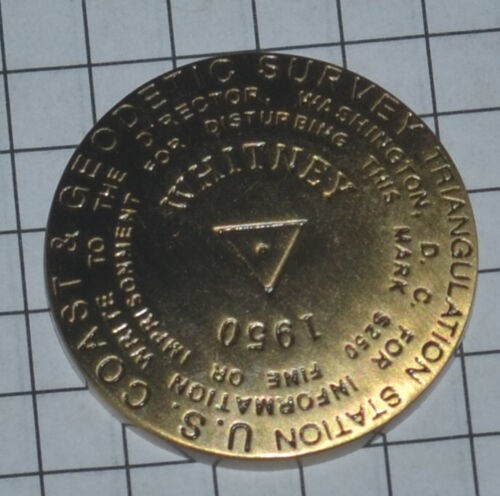 U.S. COAST & GEODETIC SURVEY TRIANGULATION STATION
FOR INFORMATION WRITE TO THE DIRECTOR, WASHINGTON, D. C.
$250 FINE OR IMPRISONMENT FOR DISTURBING THIS MARK
WHITNEY
1950